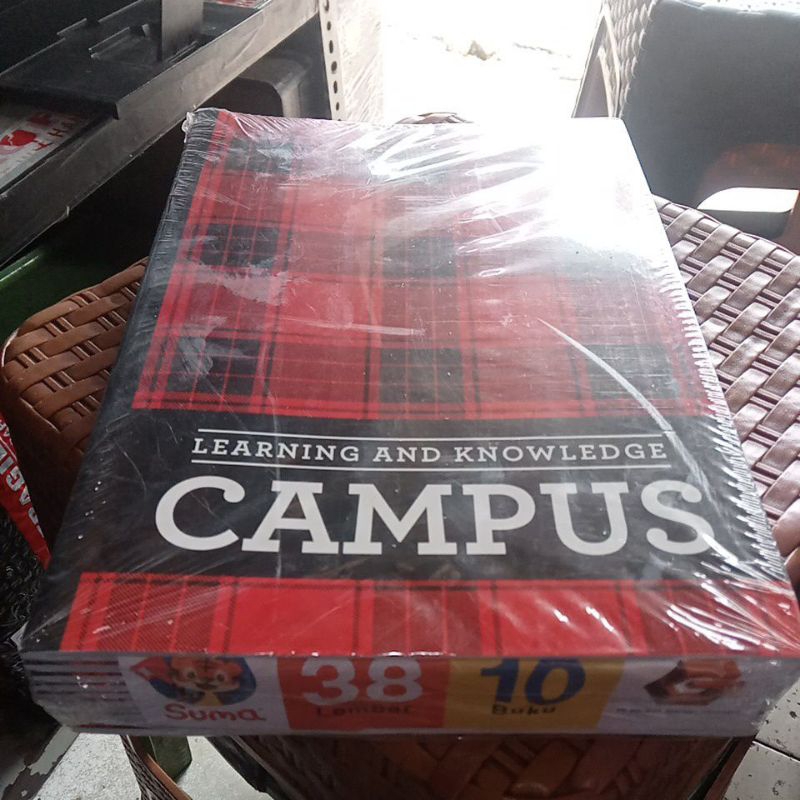 LEARNING AND KNOWLEDGE
CAMPUS
Suma
38
Lembar
10
Buku